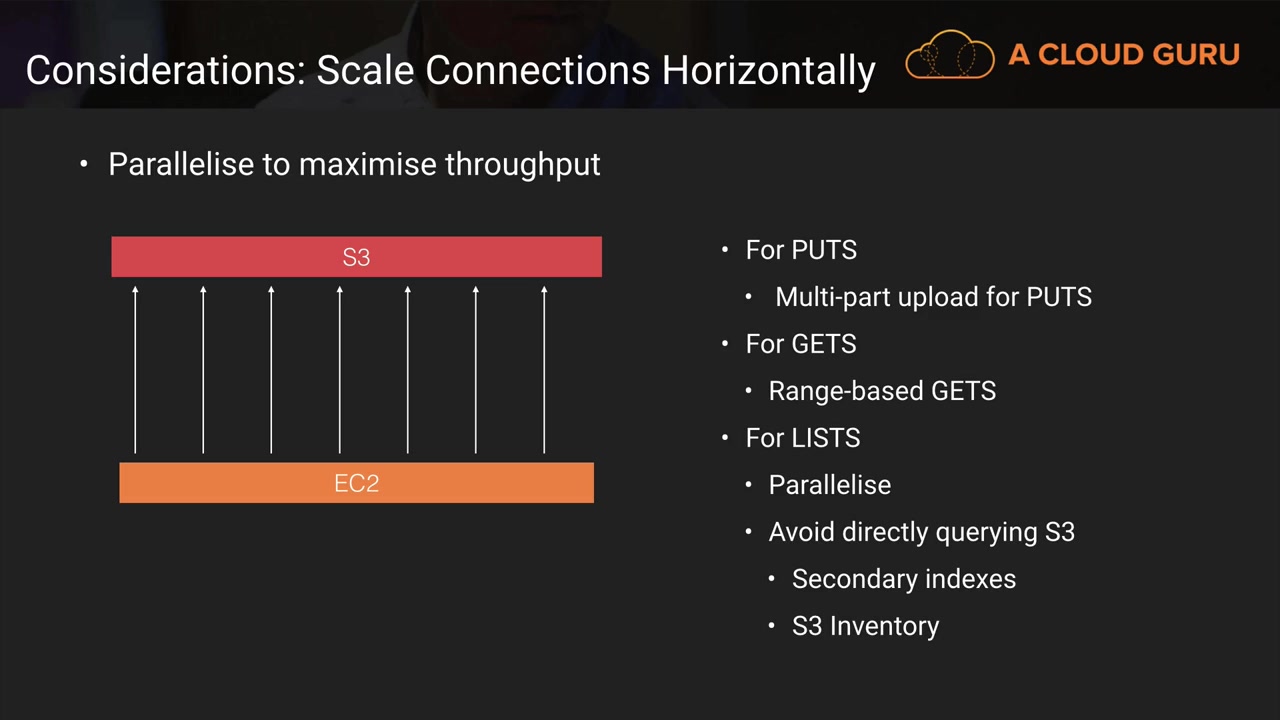 Considerations: Scale Connections Horizontally
A CLOUD GURU
• Parallelise to maximise throughput
S3
EC2
• For PUTS
• Multi-part upload for PUTS
• For GETS
• Range-based GETS
• For LISTS
• Parallelise
• Avoid directly querying S3
• Secondary indexes
• S3 Inventory